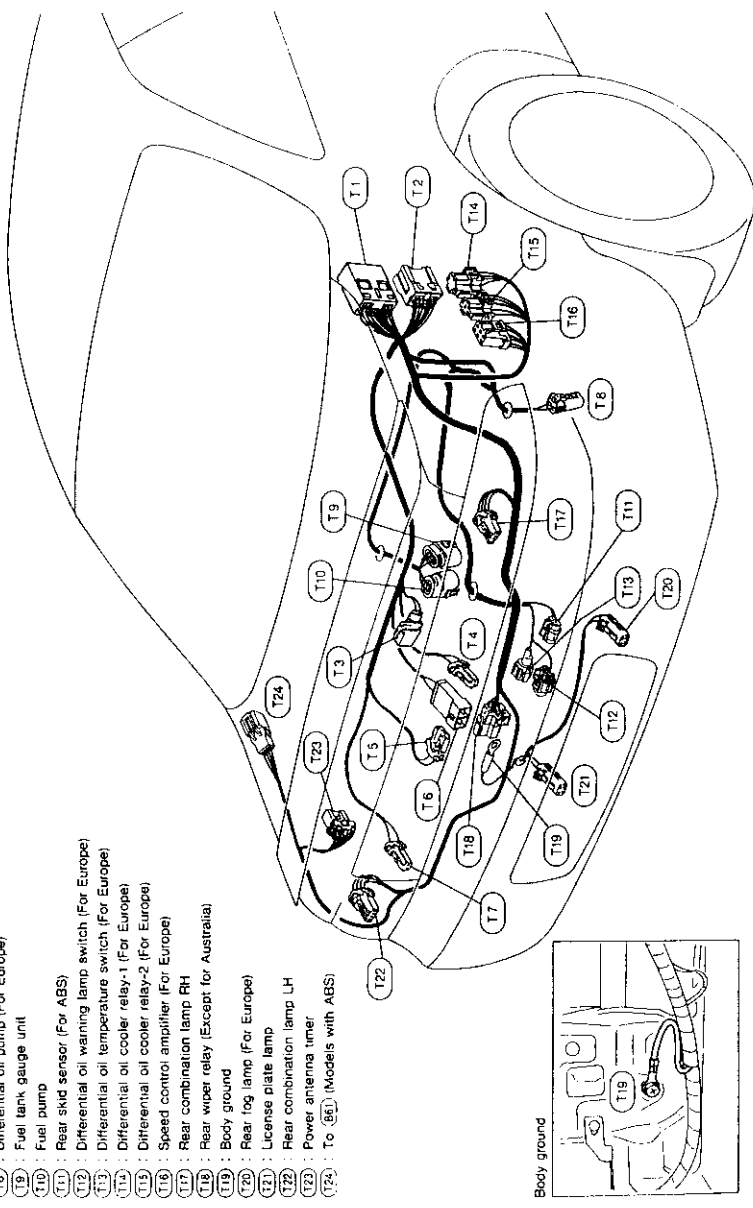 T8 : Differential oil pump (For Europe)
T9 : Fuel tank gauge unit
T10 : Fuel pump
T11 : Rear skid sensor (For ABS)
T12 : Differential oil warning lamp switch (For Europe)
T13 : Differential oil temperature switch (For Europe)
T14 : Differential oil cooler relay-1 (For Europe)
T15 : Differential oil cooler relay-2 (For Europe)
T16 : Speed control amplifier (For Europe)
T17 : Rear combination lamp RH
T18 : Rear wiper relay (Except for Australia)
T19 : Body ground
T20 : Rear fog lamp (For Europe)
T21 : License plate lamp
T22 : Rear combination lamp LH
T23 : Power antenna timer
T24 : To B61 (Models with ABS)
T1
T2
T14
T15
T16
T8
T9
T10
T17
T11
T3
T4
T13
T20
T24
T5
T12
T23
T6
T21
T18
T19
T7
T22
Body ground
T19